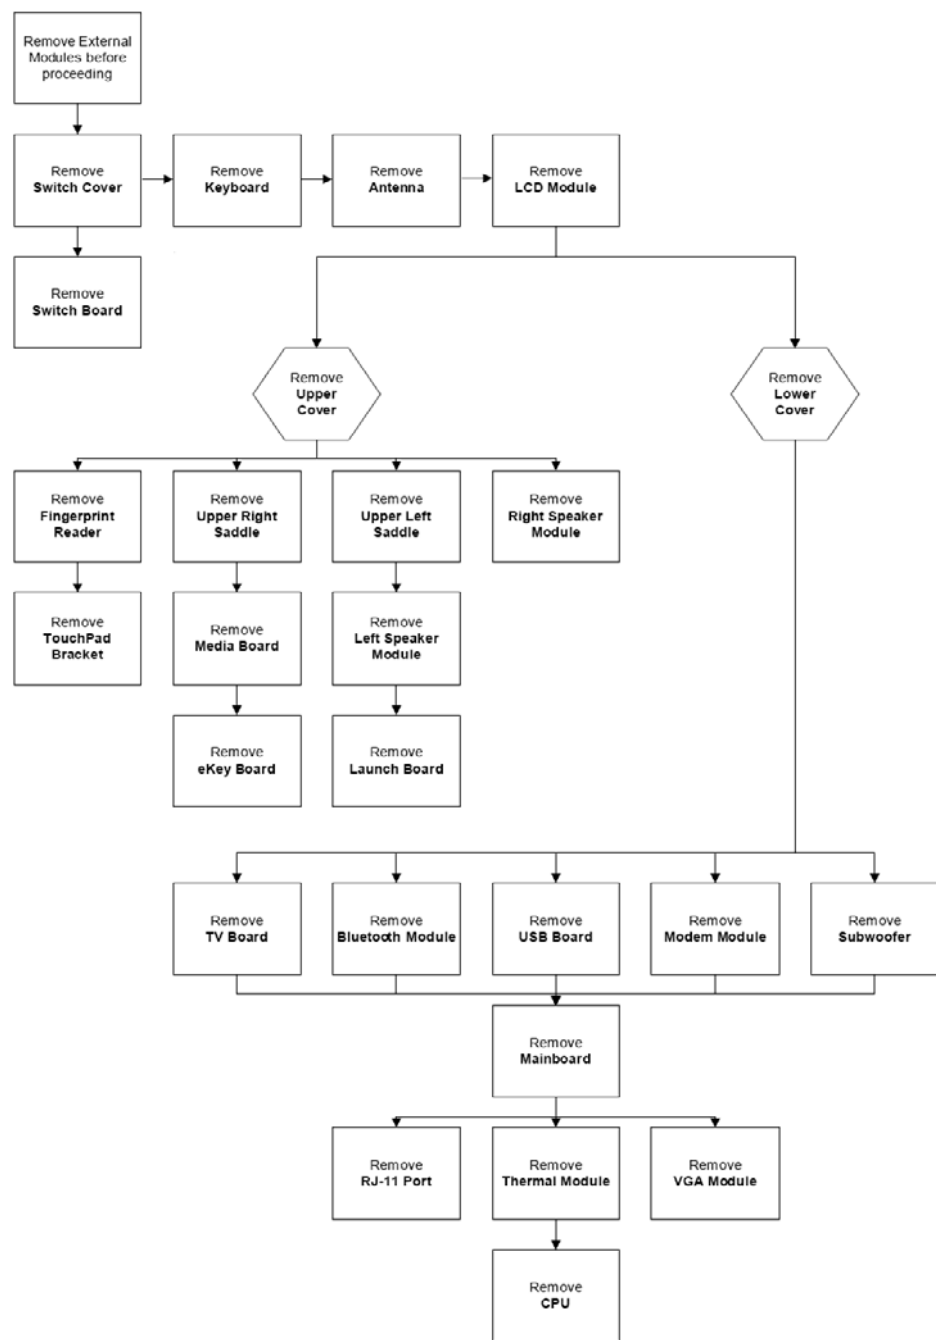 Remove External
Modules before
proceeding
Remove
Switch Cover
Remove
Keyboard
Remove
Antenna
Remove
LCD Module
Remove
Switch Board
Remove
Upper
Cover
Remove
Lower
Cover
Remove
Fingerprint
Reader
Remove
Upper Right
Saddle
Remove
Upper Left
Saddle
Remove
Right Speaker
Module
Remove
TouchPad
Bracket
Remove
Media Board
Remove
Left Speaker
Module
Remove
eKey Board
Remove
Launch Board
Remove
TV Board
Remove
Bluetooth Module
Remove
USB Board
Remove
Modem Module
Remove
Subwoofer
Remove
Mainboard
Remove
RJ-11 Port
Remove
Thermal Module
Remove
VGA Module
Remove
CPU